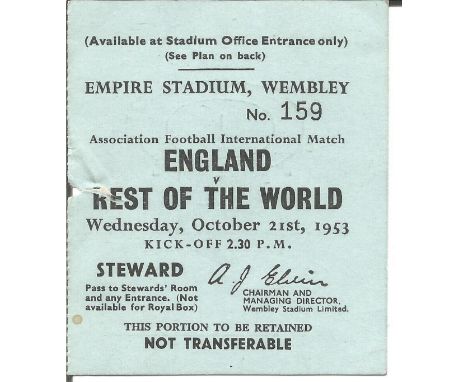 (Available at Stadium Office Entrance only)
(See Plan on back)
EMPIRE STADIUM, WEMBLEY
No. 159
Association Football International Match
ENGLAND
v
REST OF THE WORLD
Wednesday, October 21st, 1953
KICK-OFF 2.30 P.M.
STEWARD
Pass to Stewards' Room
and any Entrance. (Not
available for Royal Box)
A J Elvin
CHAIRMAN AND
MANAGING DIRECTOR,
Wembley Stadium Limited.
THIS PORTION TO BE RETAINED
NOT TRANSFERABLE